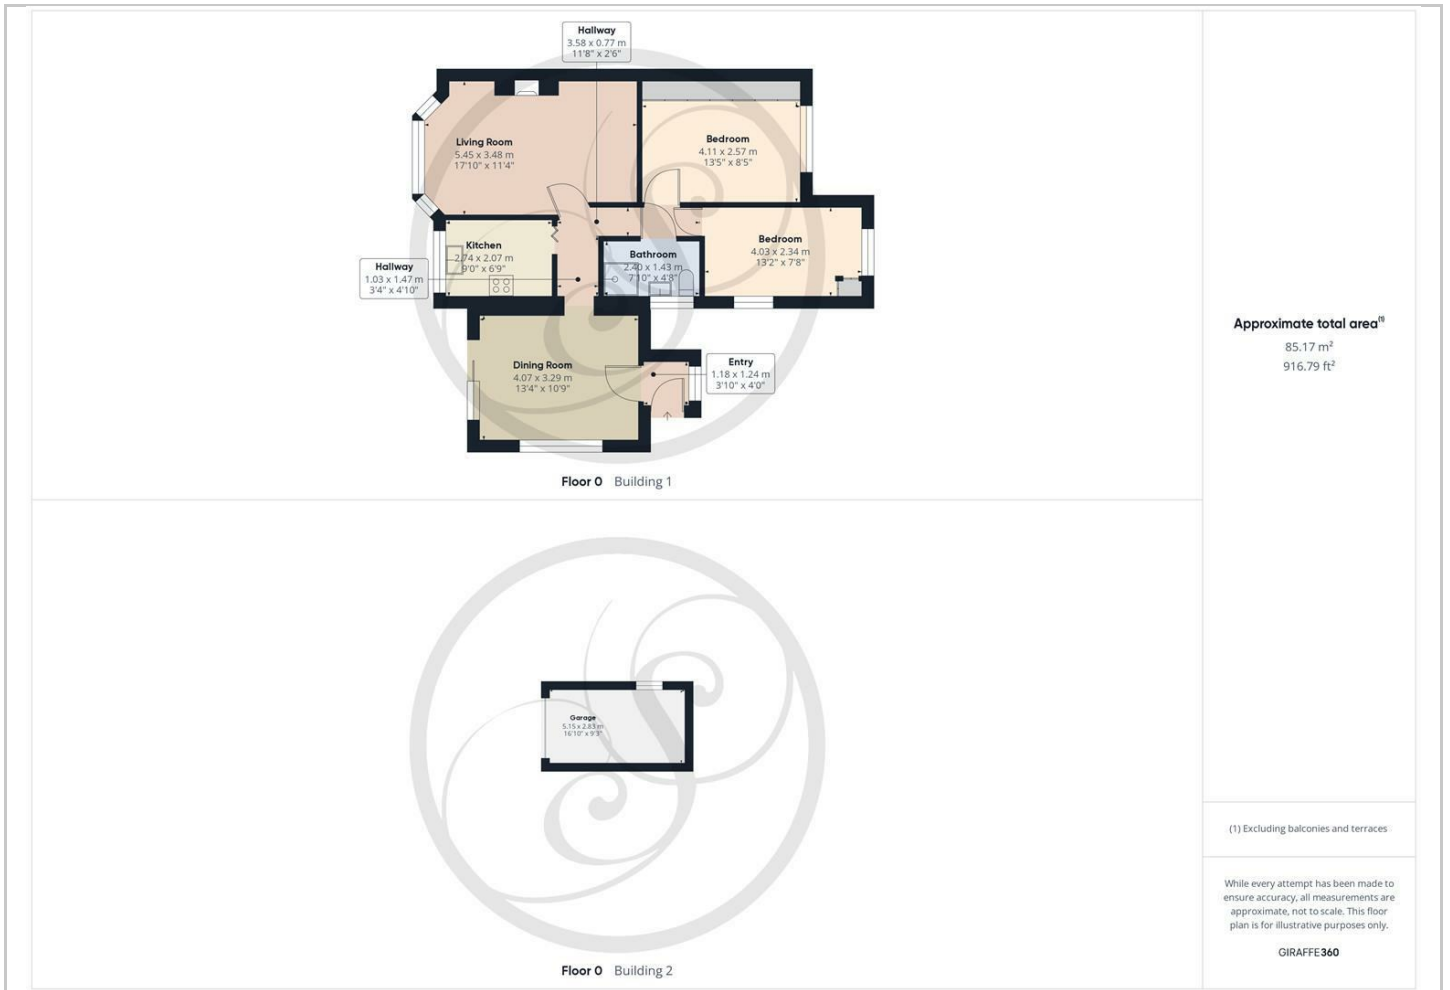 Hallway
3.58 x 0.77 m
11'8" x 2'6"
Living Room
5.45 x 3.48 m
17'10" x 11'4"
Bedroom
4.11 x 2.57 m
13'5" x 8'5"
Kitchen
2.74 x 2.07 m
9'0" x 6'9"
Hallway
1.03 x 1.47 m
3'4" x 4'10"
Bathroom
2.40 x 1.43 m
7'10" x 4'8"
Bedroom
4.03 x 2.34 m
13'2" x 7'8"
Dining Room
4.07 x 3.29 m
13'4" x 10'9"
Entry
1.18 x 1.24 m
3'10" x 4'0"
Floor 0 Building 1
Garage
5.15 x 2.83 m
16'10" x 9'3"
Floor 0 Building 2
Approximate total area(1)
85.17 m²
916.79 ft²
(1) Excluding balconies and terraces
While every attempt has been made to
ensure accuracy, all measurements are
approximate, not to scale. This floor
plan is for illustrative purposes only.
GIRAFFE360